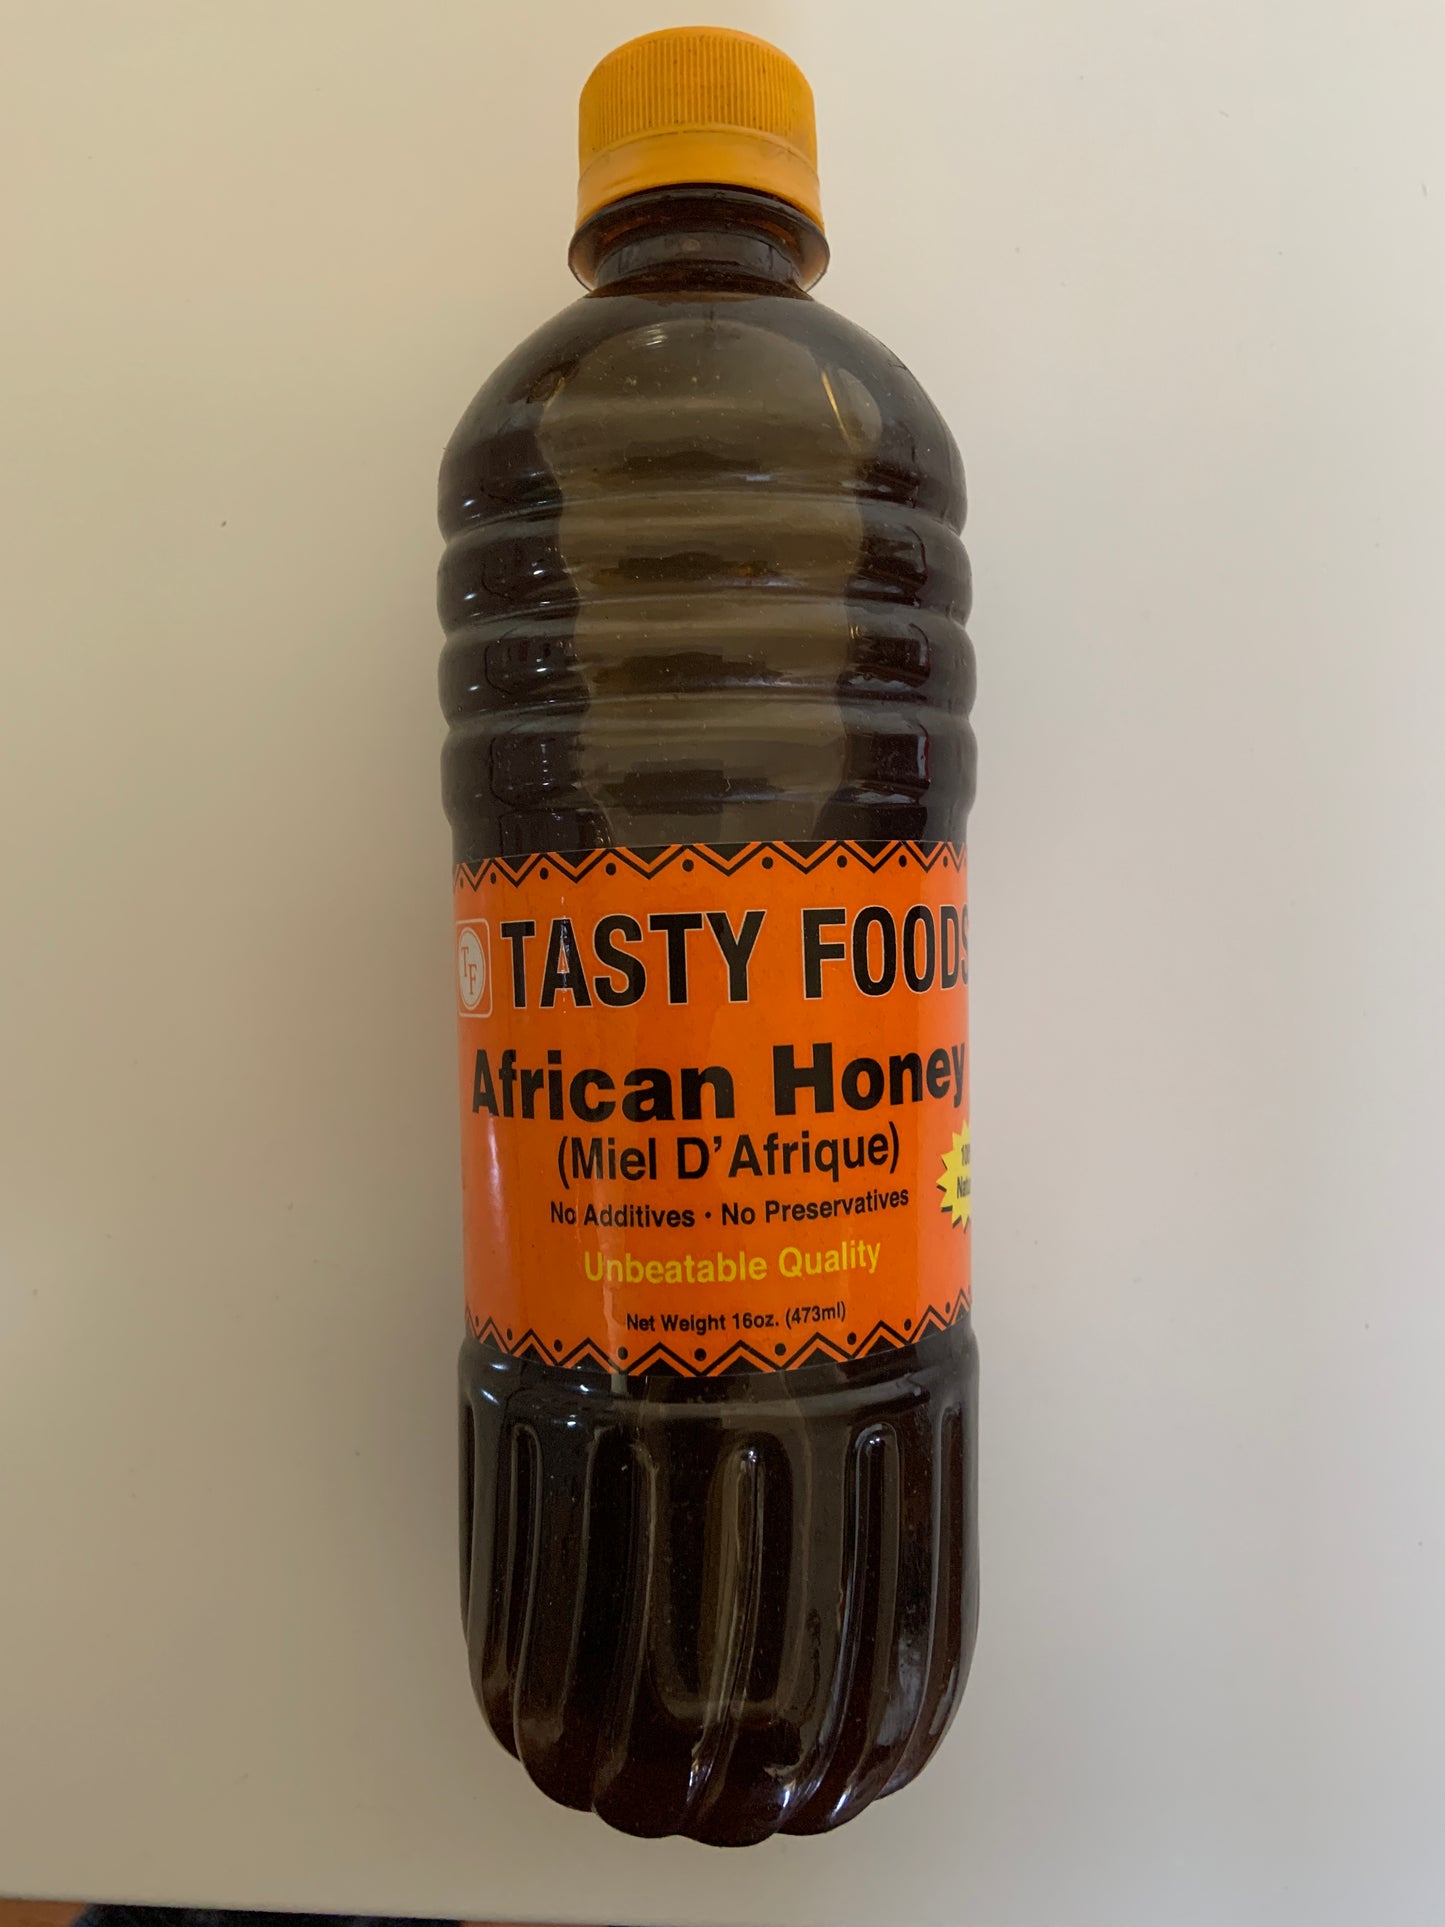 TF
TASTY FOODS
African Honey
(Miel D'Afrique)
No Additives • No Preservatives
Unbeatable Quality
Net Weight 16oz. (473ml)